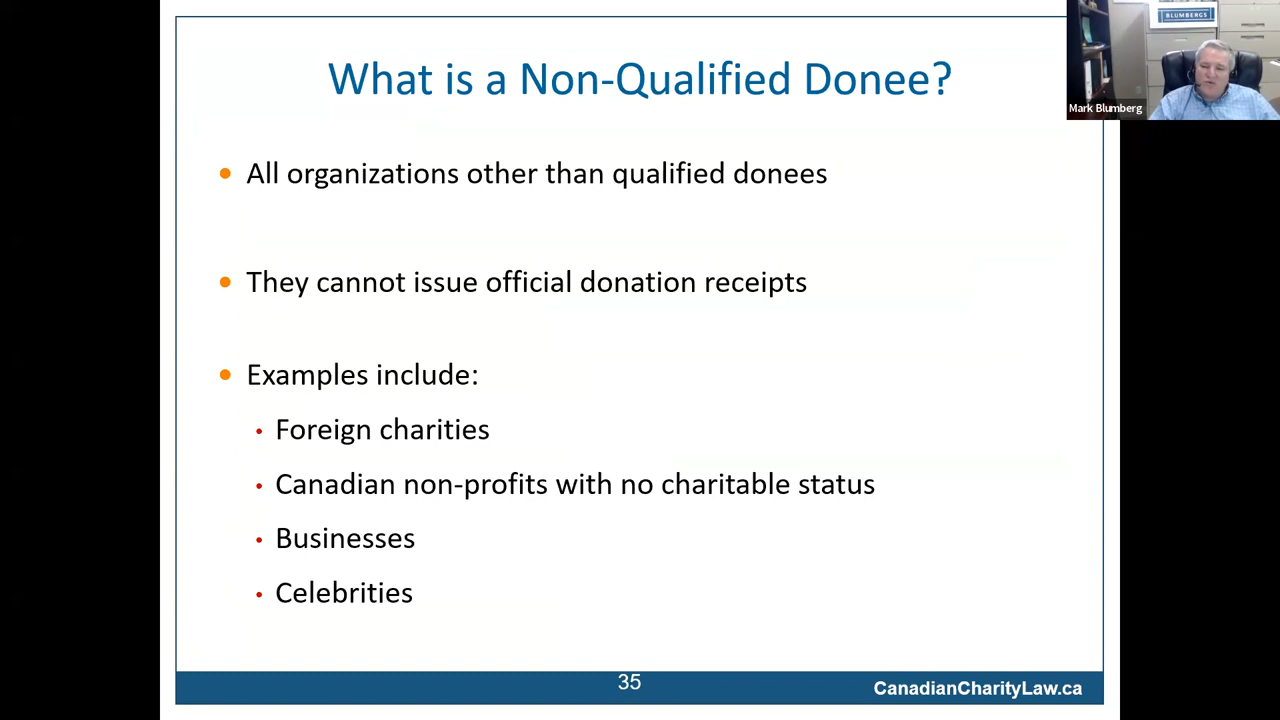 What is a Non-Qualified Donee?
BLUMBERGS
Mark Blumberg
• All organizations other than qualified donees
• They cannot issue official donation receipts
• Examples include:
• Foreign charities
• Canadian non-profits with no charitable status
• Businesses
• Celebrities
35
CanadianCharityLaw.ca